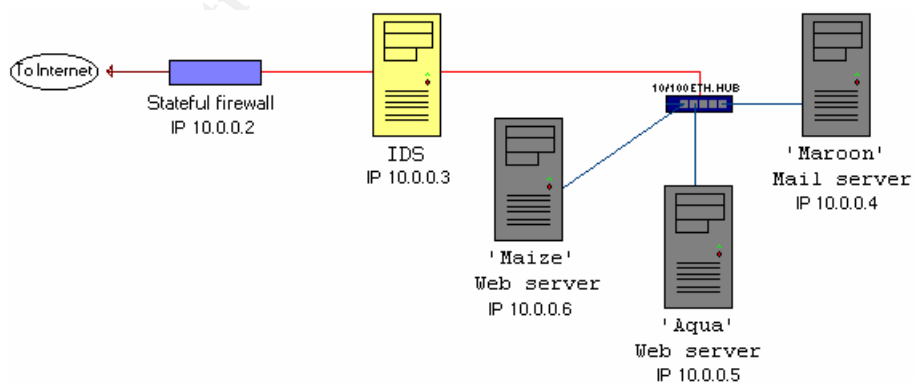 To Internet
Stateful firewall
IP 10.0.0.2
IDS
IP 10.0.0.3
10/100 ETH. HUB
'Maroon'
Mail server
IP 10.0.0.4
'Maize'
Web server
IP 10.0.0.6
'Aqua'
Web server
IP 10.0.0.5